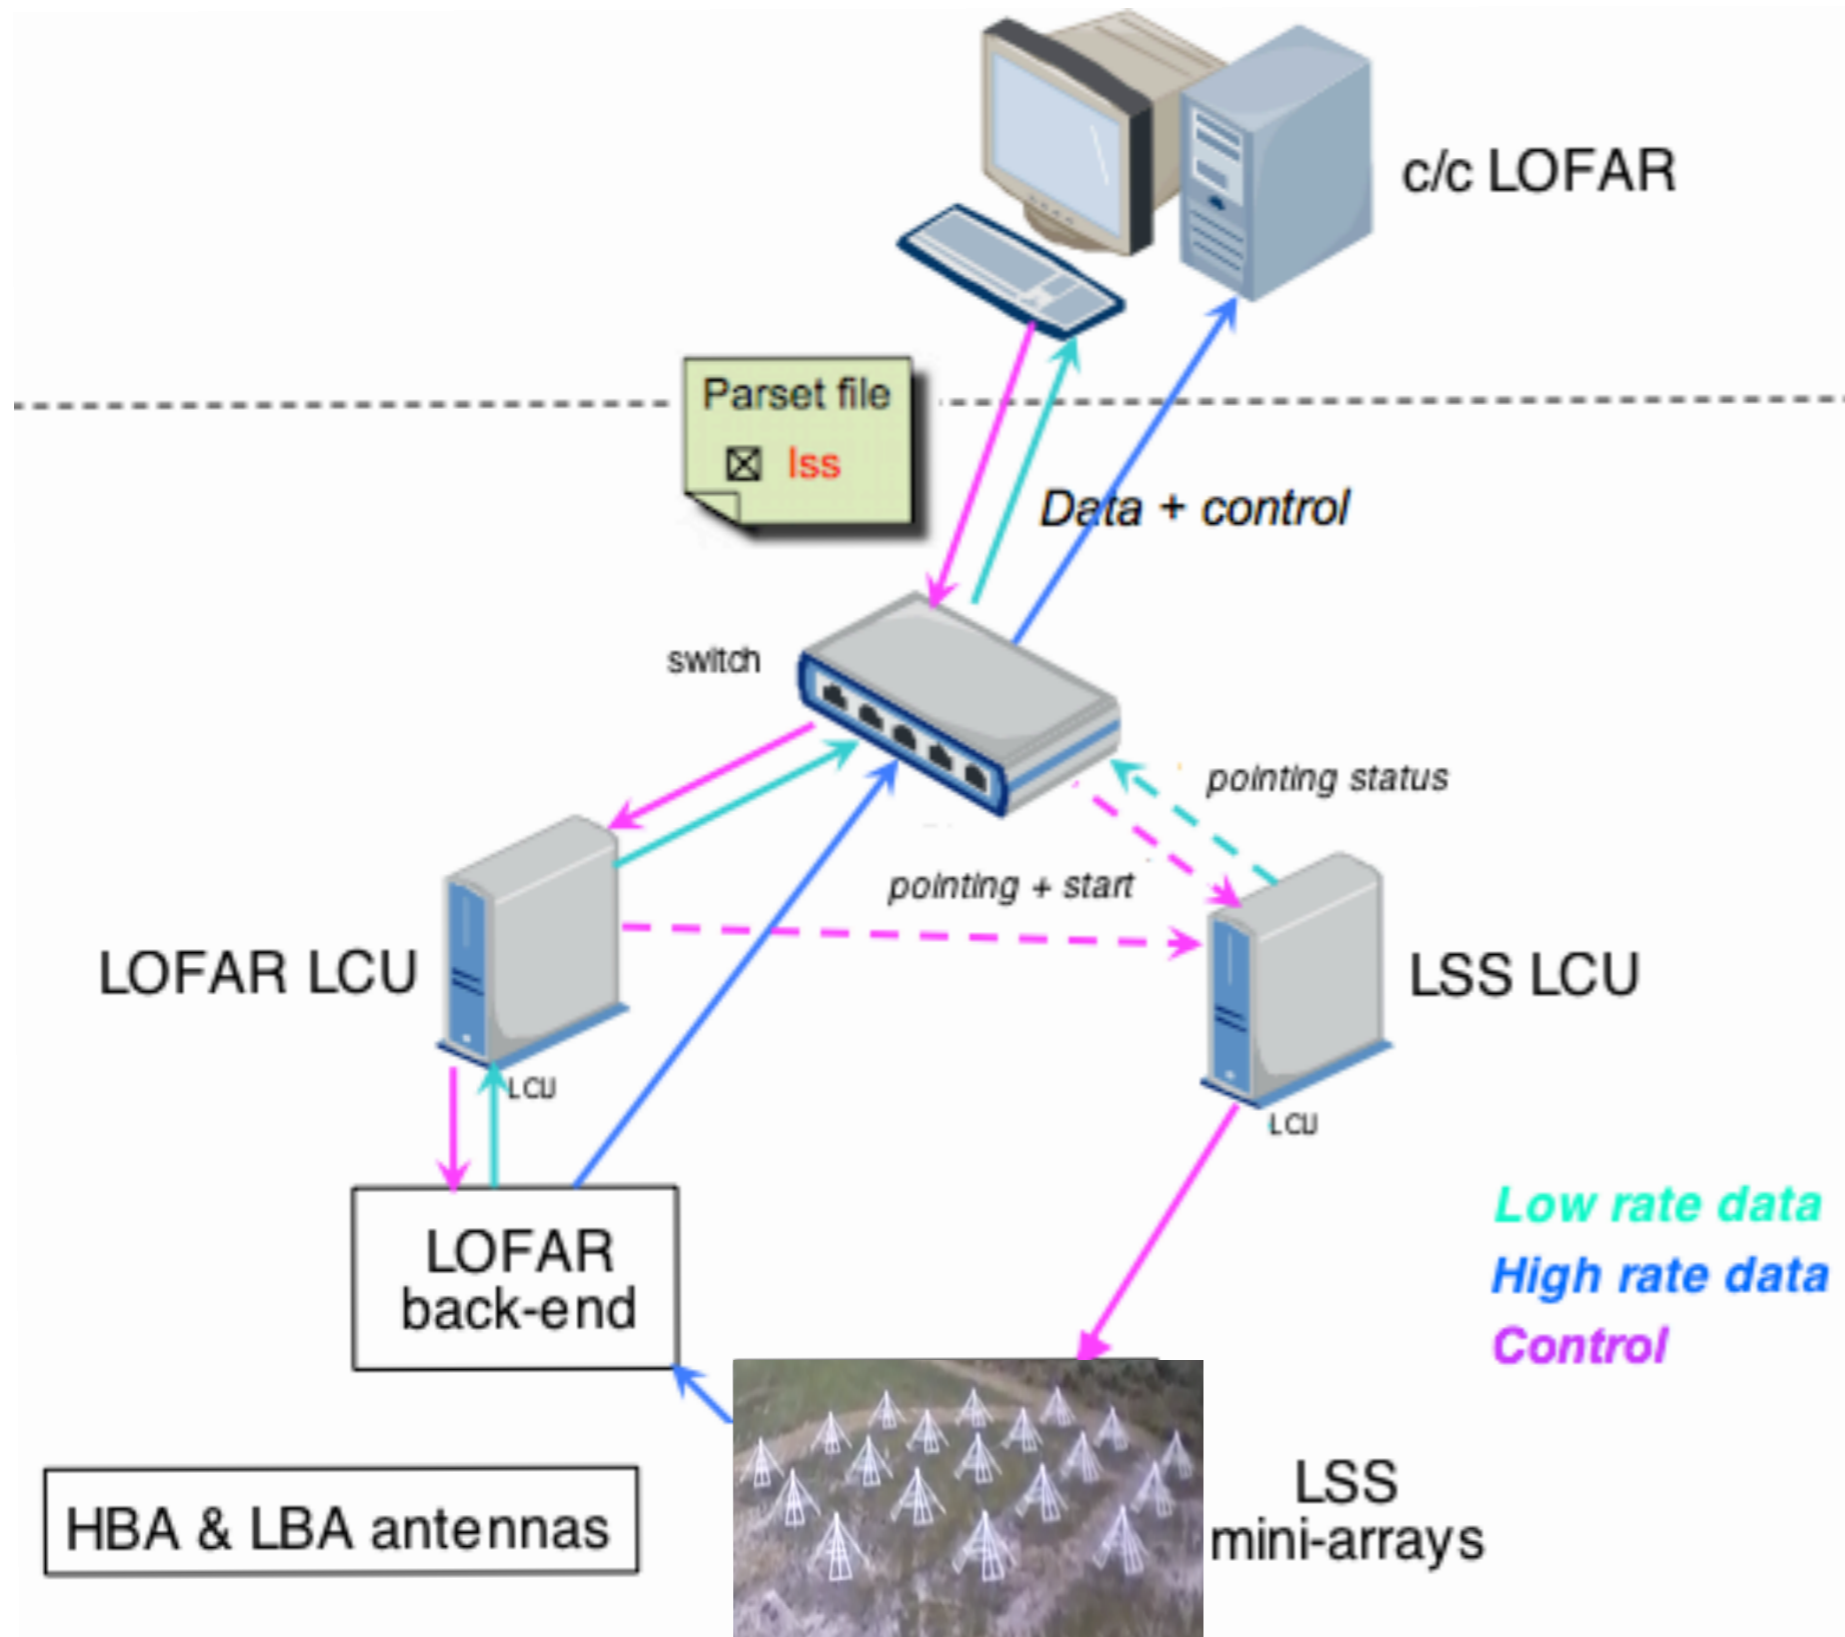 c/c LOFAR
Parset file
lss
Data + control
switch
pointing status
pointing + start
LOFAR LCU
LSS LCU
LCU
LCU
Low rate data
High rate data
Control
LOFAR
back-end
HBA & LBA antennas
LSS
mini-arrays